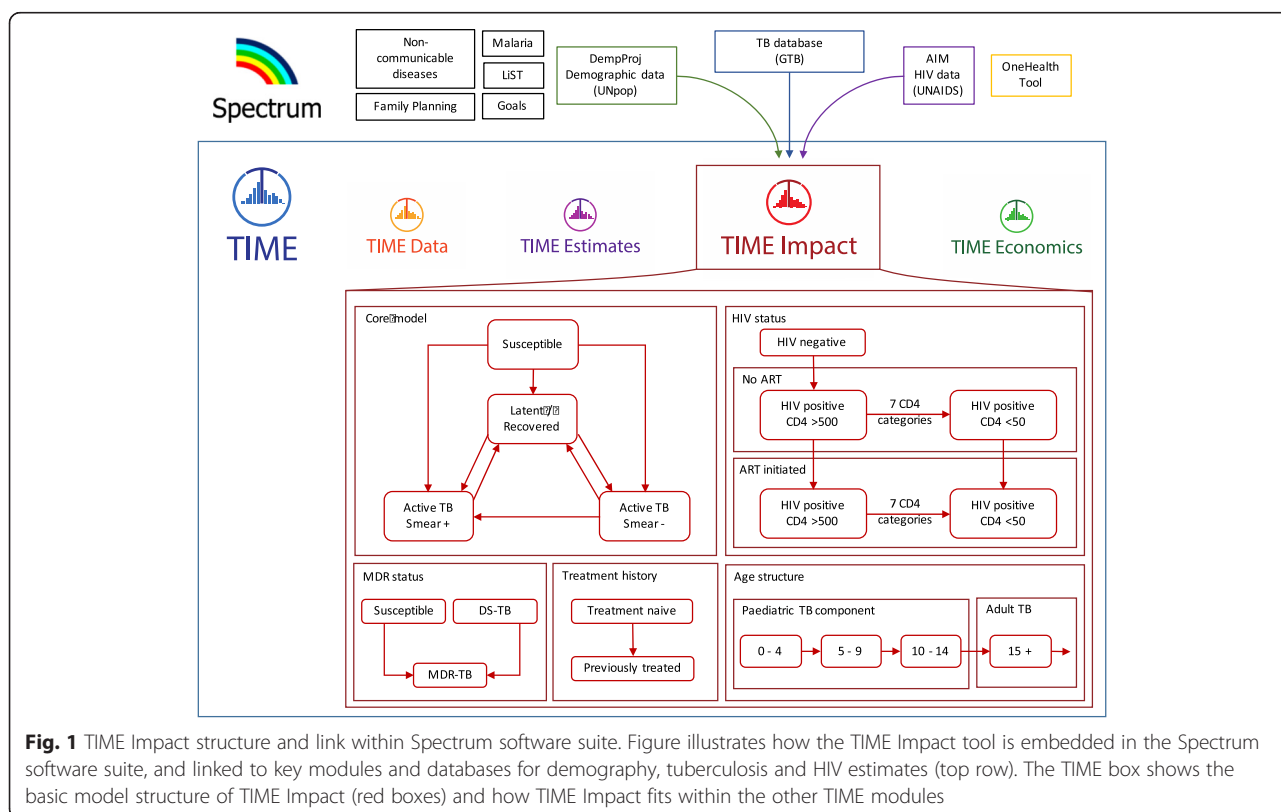 Spectrum
Non-
communicable
diseases
Family Planning
Malaria
LiST
Goals
DempProj
Demographic data
(UNpop)
TB database
(GTB)
AIM
HIV data
(UNAIDS)
OneHealth
Tool
TIME
TIME Data
TIME Estimates
TIME Impact
TIME Economics
Core⍰model
Susceptible
Latent⍰/⍰
Recovered
Active TB
Smear +
Active TB
Smear -
HIV status
HIV negative
No ART
HIV positive
CD4 >500
7 CD4
categories
HIV positive
CD4 <50
ART initiated
HIV positive
CD4 >500
7 CD4
categories
HIV positive
CD4 <50
MDR status
Susceptible
DS-TB
MDR-TB
Treatment history
Treatment naive
Previously treated
Age structure
Paediatric TB component
0 - 4
5 - 9
10 - 14
Adult TB
15 +
Fig. 1 TIME Impact structure and link within Spectrum software suite. Figure illustrates how the TIME Impact tool is embedded in the Spectrum
software suite, and linked to key modules and databases for demography, tuberculosis and HIV estimates (top row). The TIME box shows the
basic model structure of TIME Impact (red boxes) and how TIME Impact fits within the other TIME modules